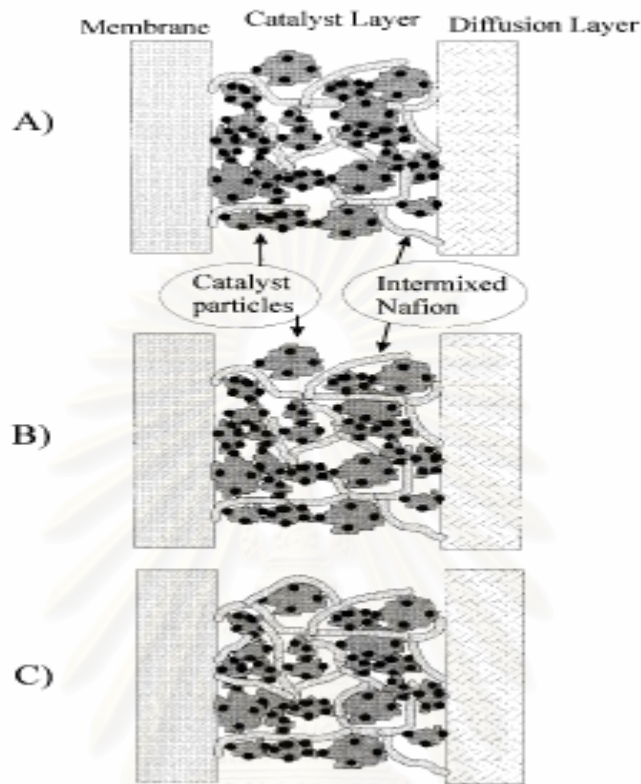 Membrane Catalyst Layer Diffusion Layer
A)
Catalyst particles
Intermixed Nafion
B)
C)